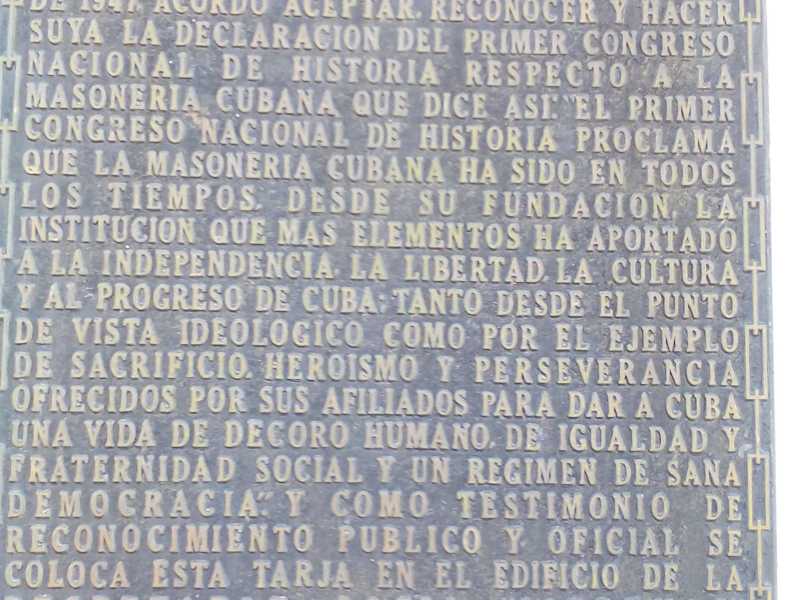 DE 1947, ACORDO ACEPTAR, RECONOCER Y HACER
SUYA LA DECLARACION DEL PRIMER CONGRESO
NACIONAL DE HISTORIA RESPECTO A LA
MASONERIA CUBANA QUE DICE ASI: "EL PRIMER
CONGRESO NACIONAL DE HISTORIA PROCLAMA
QUE LA MASONERIA CUBANA HA SIDO EN TODOS
LOS TIEMPOS, DESDE SU FUNDACION, LA
INSTITUCION QUE MAS ELEMENTOS HA APORTADO
A LA INDEPENDENCIA, LA LIBERTAD, LA CULTURA
Y AL PROGRESO DE CUBA; TANTO DESDE EL PUNTO
DE VISTA IDEOLOGICO COMO POR EL EJEMPLO
DE SACRIFICIO, HEROISMO Y PERSEVERANCIA
OFRECIDOS POR SUS AFILIADOS PARA DAR A CUBA
UNA VIDA DE DECORO HUMANO, DE IGUALDAD Y
FRATERNIDAD SOCIAL Y UN REGIMEN DE SANA
DEMOCRACIA" Y COMO TESTIMONIO DE
RECONOCIMIENTO PUBLICO Y OFICIAL SE
COLOCA ESTA TARJA EN EL EDIFICIO DE LA